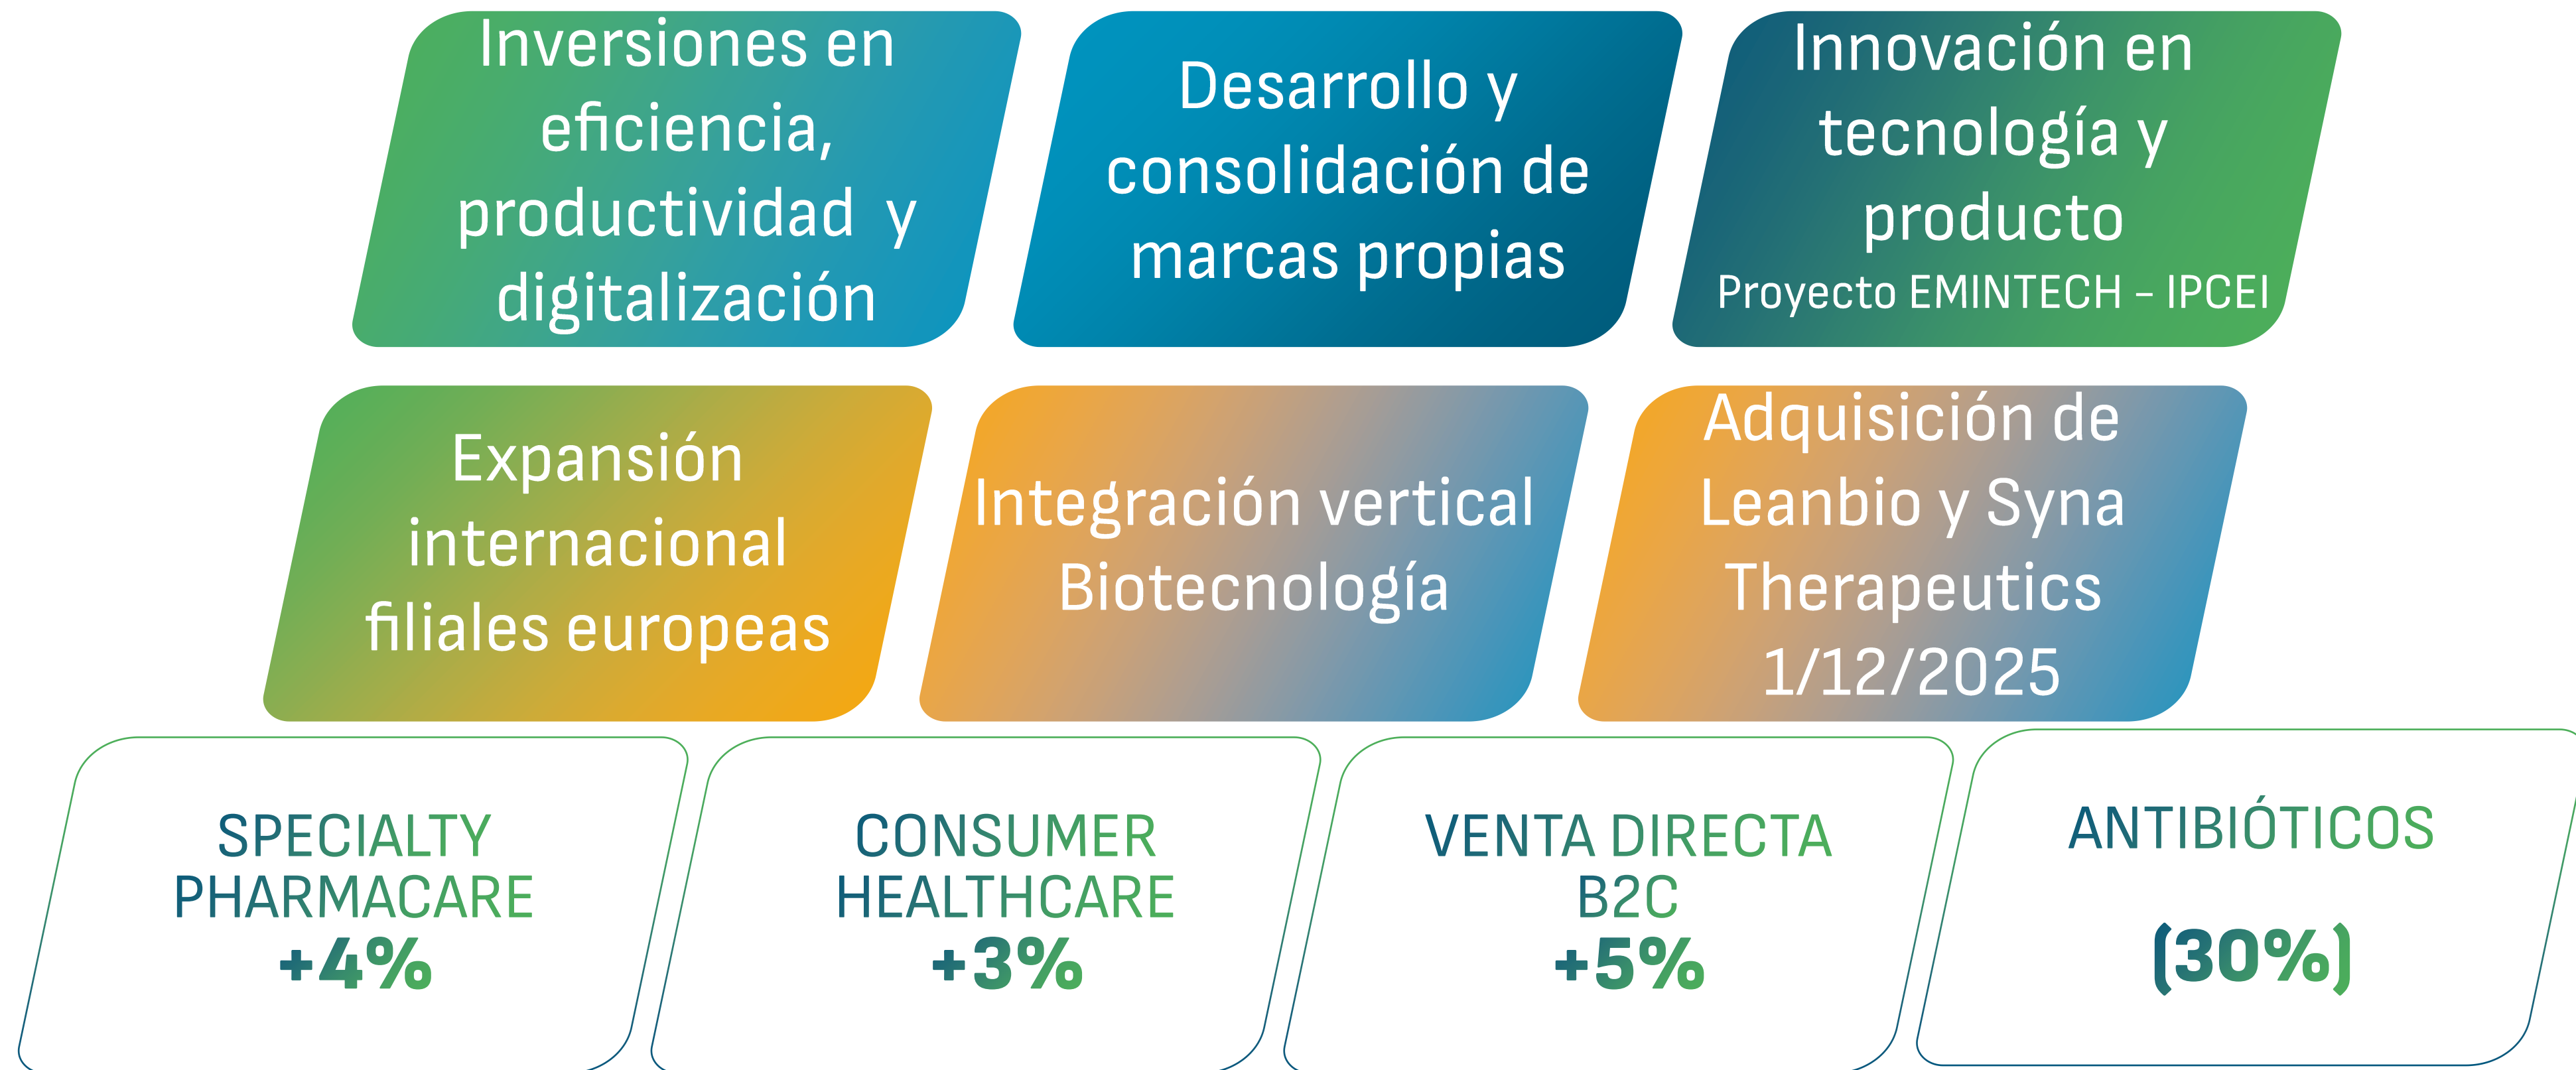 Inversiones en
eficiencia,
productividad y
digitalización
Desarrollo y
consolidación de
marcas propias
Innovación en
tecnología y
producto
Proyecto EMINTECH – IPCEI
Expansión
internacional
filiales europeas
Integración vertical
Biotecnología
Adquisición de
Leanbio y Syna
Therapeutics
1/12/2025
SPECIALTY
PHARMACARE
+4%
CONSUMER
HEALTHCARE
+3%
VENTA DIRECTA
B2C
+5%
ANTIBIÓTICOS
(30%)